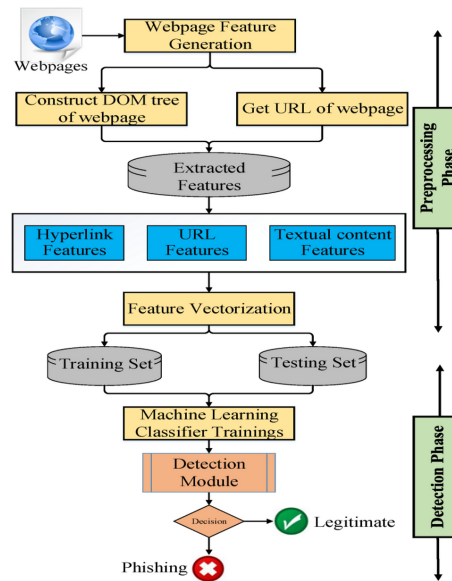 Webpage Feature
Generation
Webpages
Construct DOM tree
of webpage
Get URL of webpage
Extracted
Features
Hyperlink
Features
URL
Features
Textual content
Features
Feature Vectorization
Preprocessing
Phase
Training Set
Testing Set
Machine Learning
Classifier Trainings
Detection
Module
Decision
Legitimate
Phishing
Detection Phase